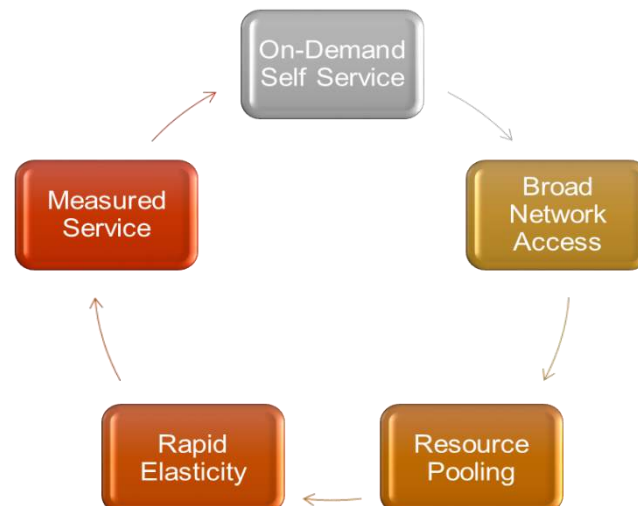 On-Demand
Self Service
Broad
Network
Access
Resource
Pooling
Rapid
Elasticity
Measured
Service